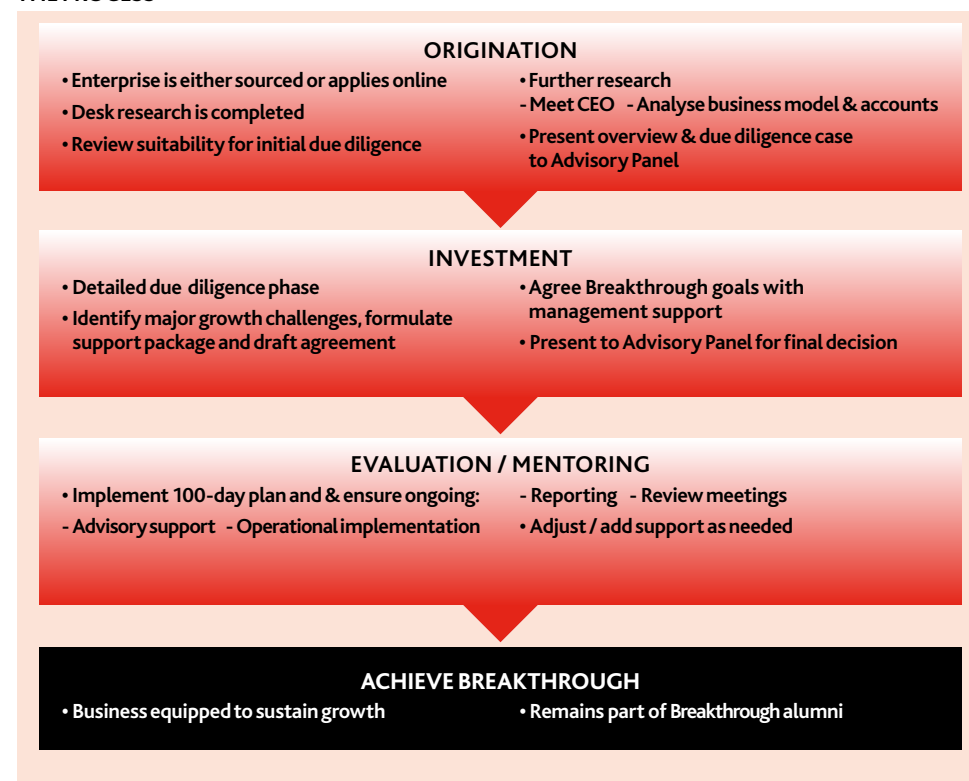 THE PROCESS
ORIGINATION
• Enterprise is either sourced or applies online
• Desk research is completed
• Review suitability for initial due diligence
• Further research
- Meet CEO - Analyse business model & accounts
• Present overview & due diligence case
to Advisory Panel
INVESTMENT
• Detailed due diligence phase
• Identify major growth challenges, formulate
support package and draft agreement
• Agree Breakthrough goals with
management support
• Present to Advisory Panel for final decision
EVALUATION / MENTORING
• Implement 100-day plan and & ensure ongoing:
- Advisory support - Operational implementation
- Reporting - Review meetings
• Adjust / add support as needed
ACHIEVE BREAKTHROUGH
• Business equipped to sustain growth
• Remains part of Breakthrough alumni